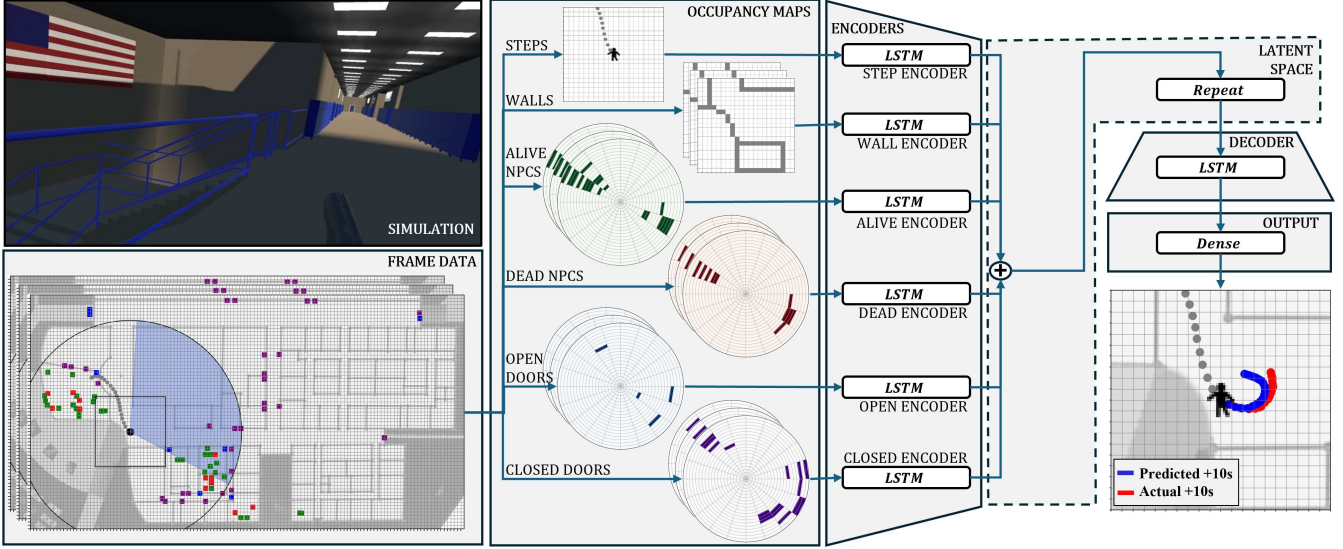 SIMULATION
FRAME DATA
OCCUPANCY MAPS
STEPS
WALLS
ALIVE
NPCS
DEAD NPCS
OPEN
DOORS
CLOSED DOORS
ENCODERS
LSTM
STEP ENCODER
LSTM
WALL ENCODER
LSTM
ALIVE ENCODER
LSTM
DEAD ENCODER
LSTM
OPEN ENCODER
CLOSED ENCODER
LSTM
LATENT
SPACE
Repeat
DECODER
LSTM
OUTPUT
Dense
Predicted +10s
Actual +10s